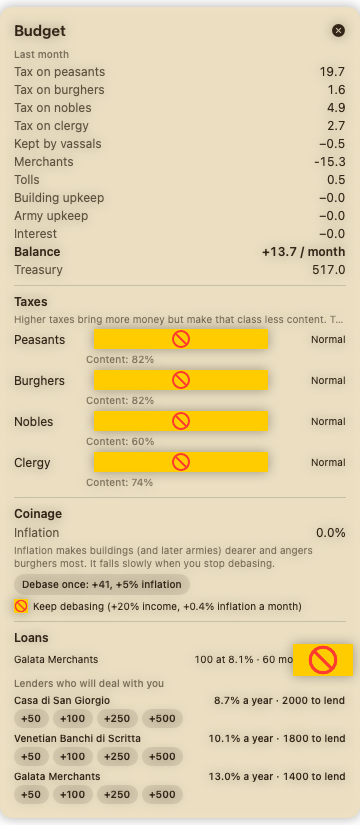 Budget
Last month
Tax on peasants 19.7
Tax on burghers 1.6
Tax on nobles 4.9
Tax on clergy 2.7
Kept by vassals −0.5
Merchants -15.3
Tolls 0.5
Building upkeep −0.0
Army upkeep −0.0
Interest −0.0
Balance +13.7 / month
Treasury 517.0
Taxes
Higher taxes bring more money but make that class less content. T...
Peasants Normal
Content: 82%
Burghers Normal
Content: 82%
Nobles Normal
Content: 60%
Clergy Normal
Content: 74%
Coinage
Inflation 0.0%
Inflation makes buildings (and later armies) dearer and angers
burghers most. It falls slowly when you stop debasing.
Debase once: +41, +5% inflation
Keep debasing (+20% income, +0.4% inflation a month)
Loans
Galata Merchants 100 at 8.1% · 60 mo
Lenders who will deal with you
Casa di San Giorgio 8.7% a year · 2000 to lend
+50 +100 +250 +500
Venetian Banchi di Scritta 10.1% a year · 1800 to lend
+50 +100 +250 +500
Galata Merchants 13.0% a year · 1400 to lend
+50 +100 +250 +500